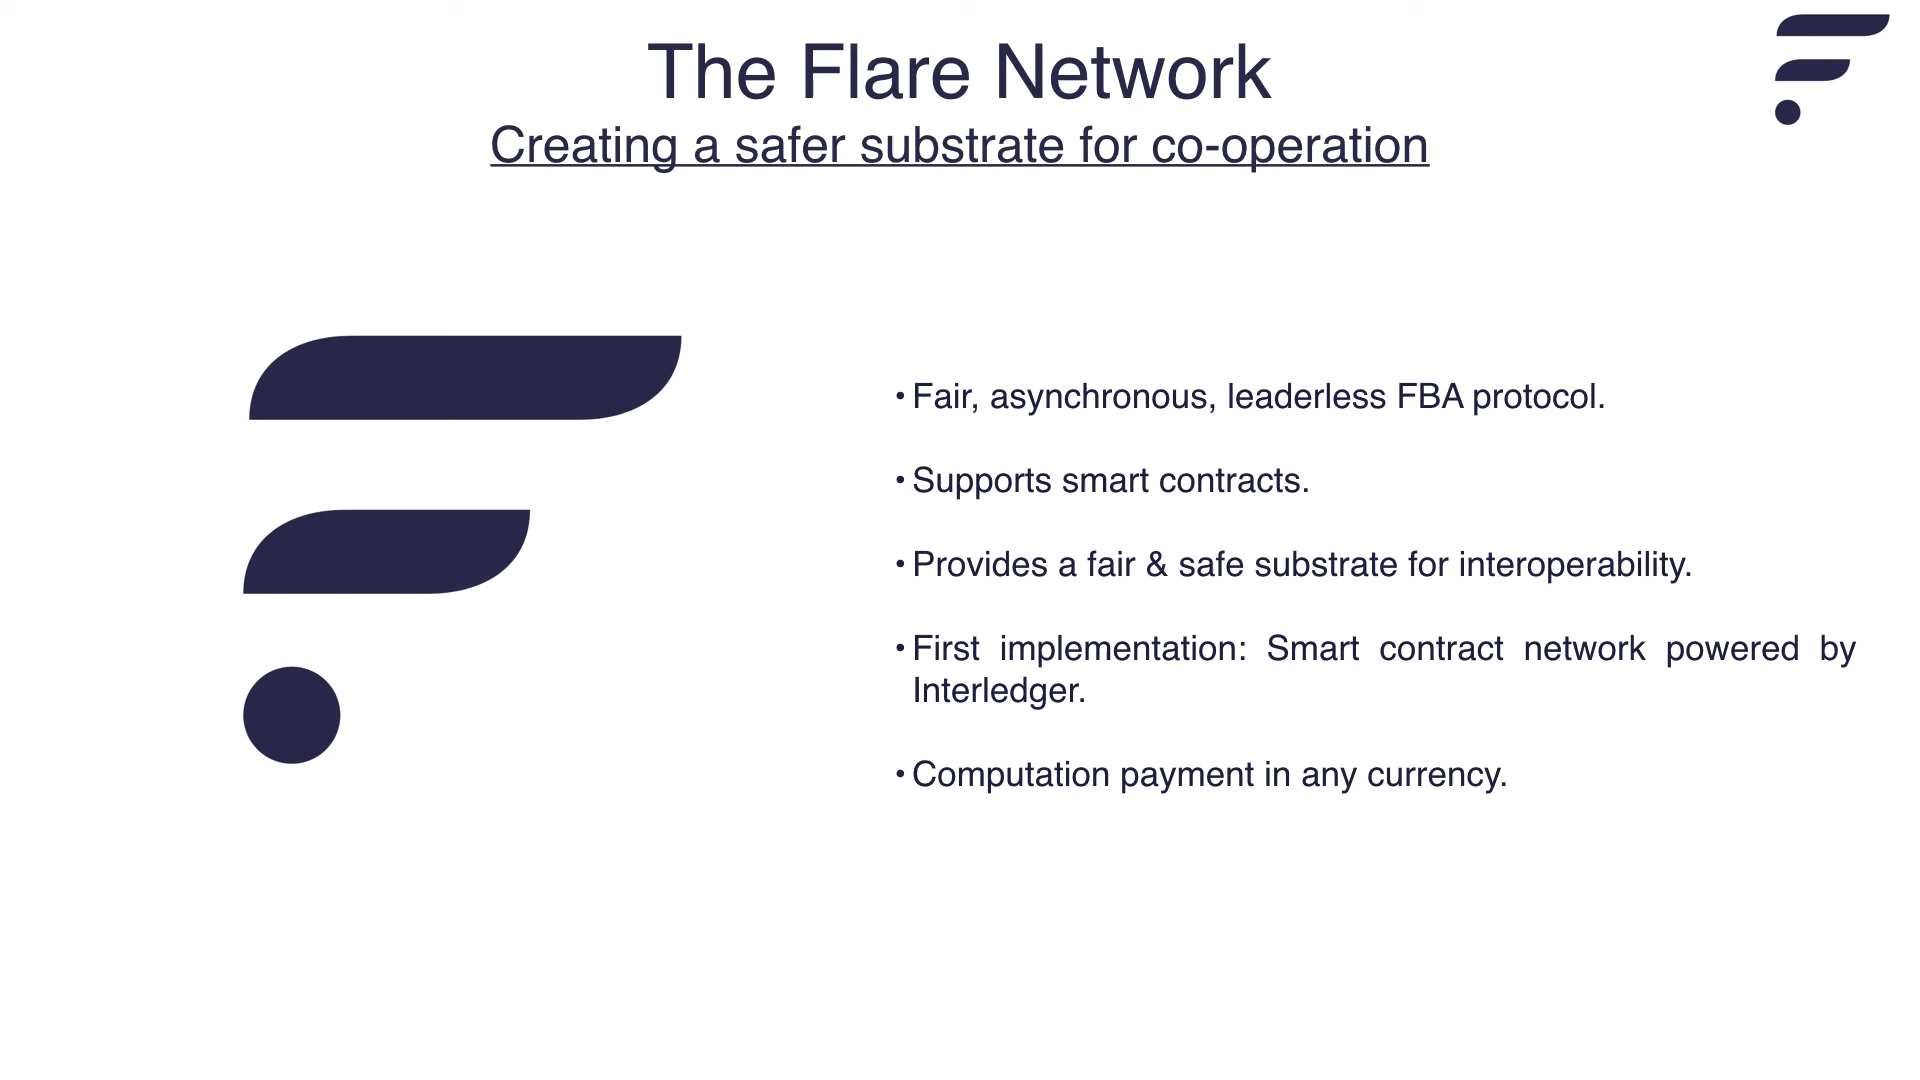 The Flare Network
Creating a safer substrate for co-operation
• Fair, asynchronous, leaderless FBA protocol.
• Supports smart contracts.
• Provides a fair & safe substrate for interoperability.
• First implementation: Smart contract network powered by
Interledger.
• Computation payment in any currency.